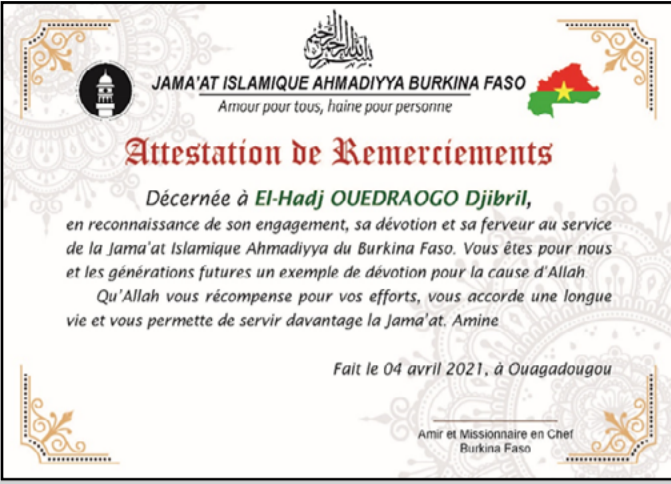 بسم الله الرحمن الرحيم
JAMA'AT ISLAMIQUE AHMADIYYA BURKINA FASO
Amour pour tous, haine pour personne
Attestation de Remerciements
Décernée à El-Hadj OUEDRAOGO Djibril,
en reconnaissance de son engagement, sa dévotion et sa ferveur au service
de la Jama'at Islamique Ahmadiyya du Burkina Faso. Vous êtes pour nous
et les générations futures un exemple de dévotion pour la cause d'Allah
Qu'Allah vous récompense pour vos efforts, vous accorde une longue
vie et vous permette de servir davantage la Jama'at. Amine
Fait le 04 avril 2021, à Ouagadougou
Amir et Missionnaire en Chef
Burkina Faso